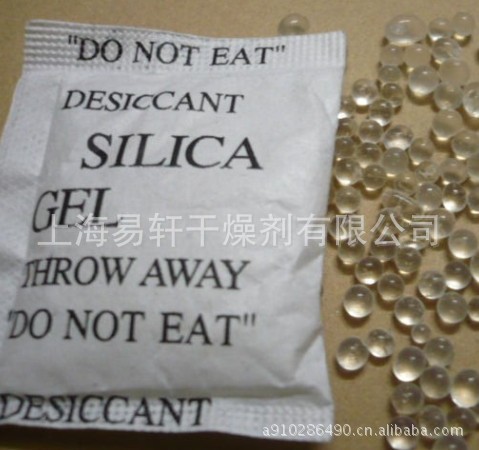 "DO NOT EAT"
DESICCANT
SILICA
GEL
上海易轩干燥剂有限公司
THROW AWAY
"DO NOT EAT"
DESICCANT
a910286490.cn.alibaba.com